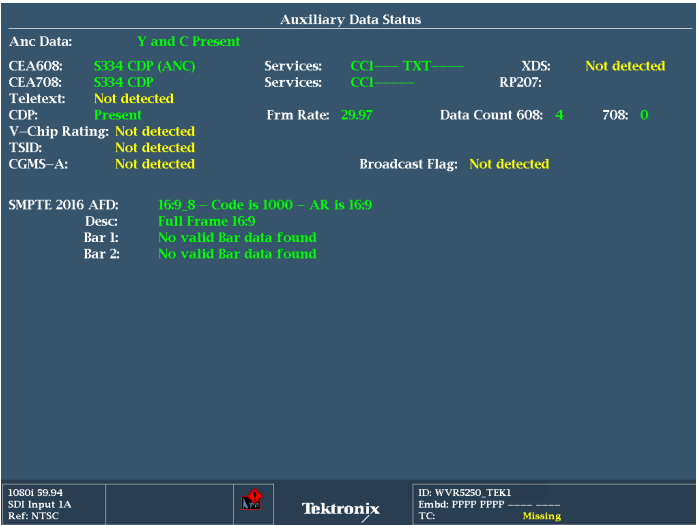 Auxiliary Data Status
Anc Data: Y and C Present
CEA608: S334 CDP (ANC) Services: CC1——— TXT———— XDS: Not detected
CEA708: S334 CDP Services: CC1————— RP207:
Teletext: Not detected
CDP: Present Frm Rate: 29.97 Data Count 608: 4 708: 0
V—Chip Rating: Not detected
TSID: Not detected
CGMS—A: Not detected Broadcast Flag: Not detected
SMPTE 2016 AFD: 16:9_8 — Code is 1000 — AR is 16:9
Desc: Full Frame 16:9
Bar 1: No valid Bar data found
Bar 2: No valid Bar data found
1080i 59.94
SDI Input 1A
Ref: NTSC
Tektronix
ID: WVR5250_TEK1
Embd: PPPP PPPP ———— ————
TC: Missing